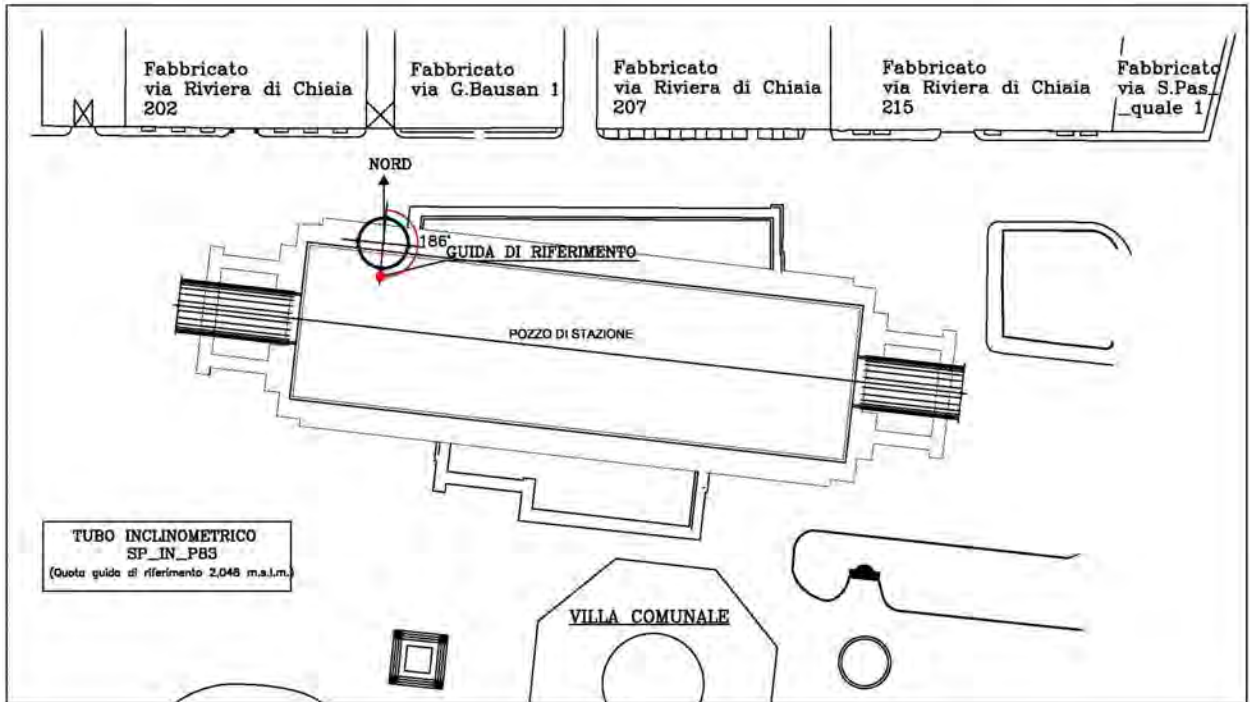 Fabbricato
via Riviera di Chiaia
202
Fabbricato
via G.Bausan 1
Fabbricato
via Riviera di Chiaia
207
Fabbricato
via Riviera di Chiaia
215
Fabbricato
via S.Pas_
_quale 1
NORD
186°
GUIDA DI RIFERIMENTO
POZZO DI STAZIONE
TUBO INCLINOMETRICO
SP_IN_P83
(Quota guida di riferimento 2,048 m.s.l.m.)
VILLA COMUNALE